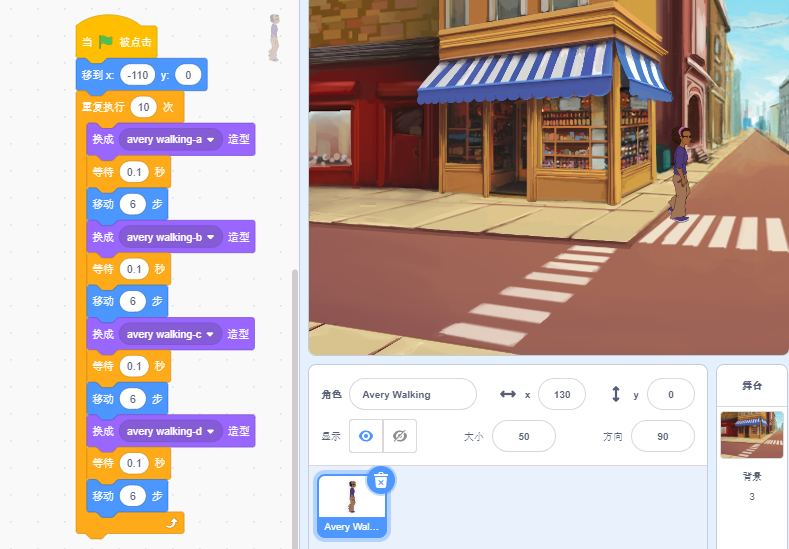 当 被点击
移到 x: -110 y: 0
重复执行 10 次
换成 avery walking-a 造型
等待 0.1 秒
移动 6 步
换成 avery walking-b 造型
等待 0.1 秒
移动 6 步
换成 avery walking-c 造型
等待 0.1 秒
移动 6 步
换成 avery walking-d 造型
等待 0.1 秒
移动 6 步
角色 Avery Walking x 130 y 0
显示 大小 50 方向 90
Avery Wal...
舞台
背景
3